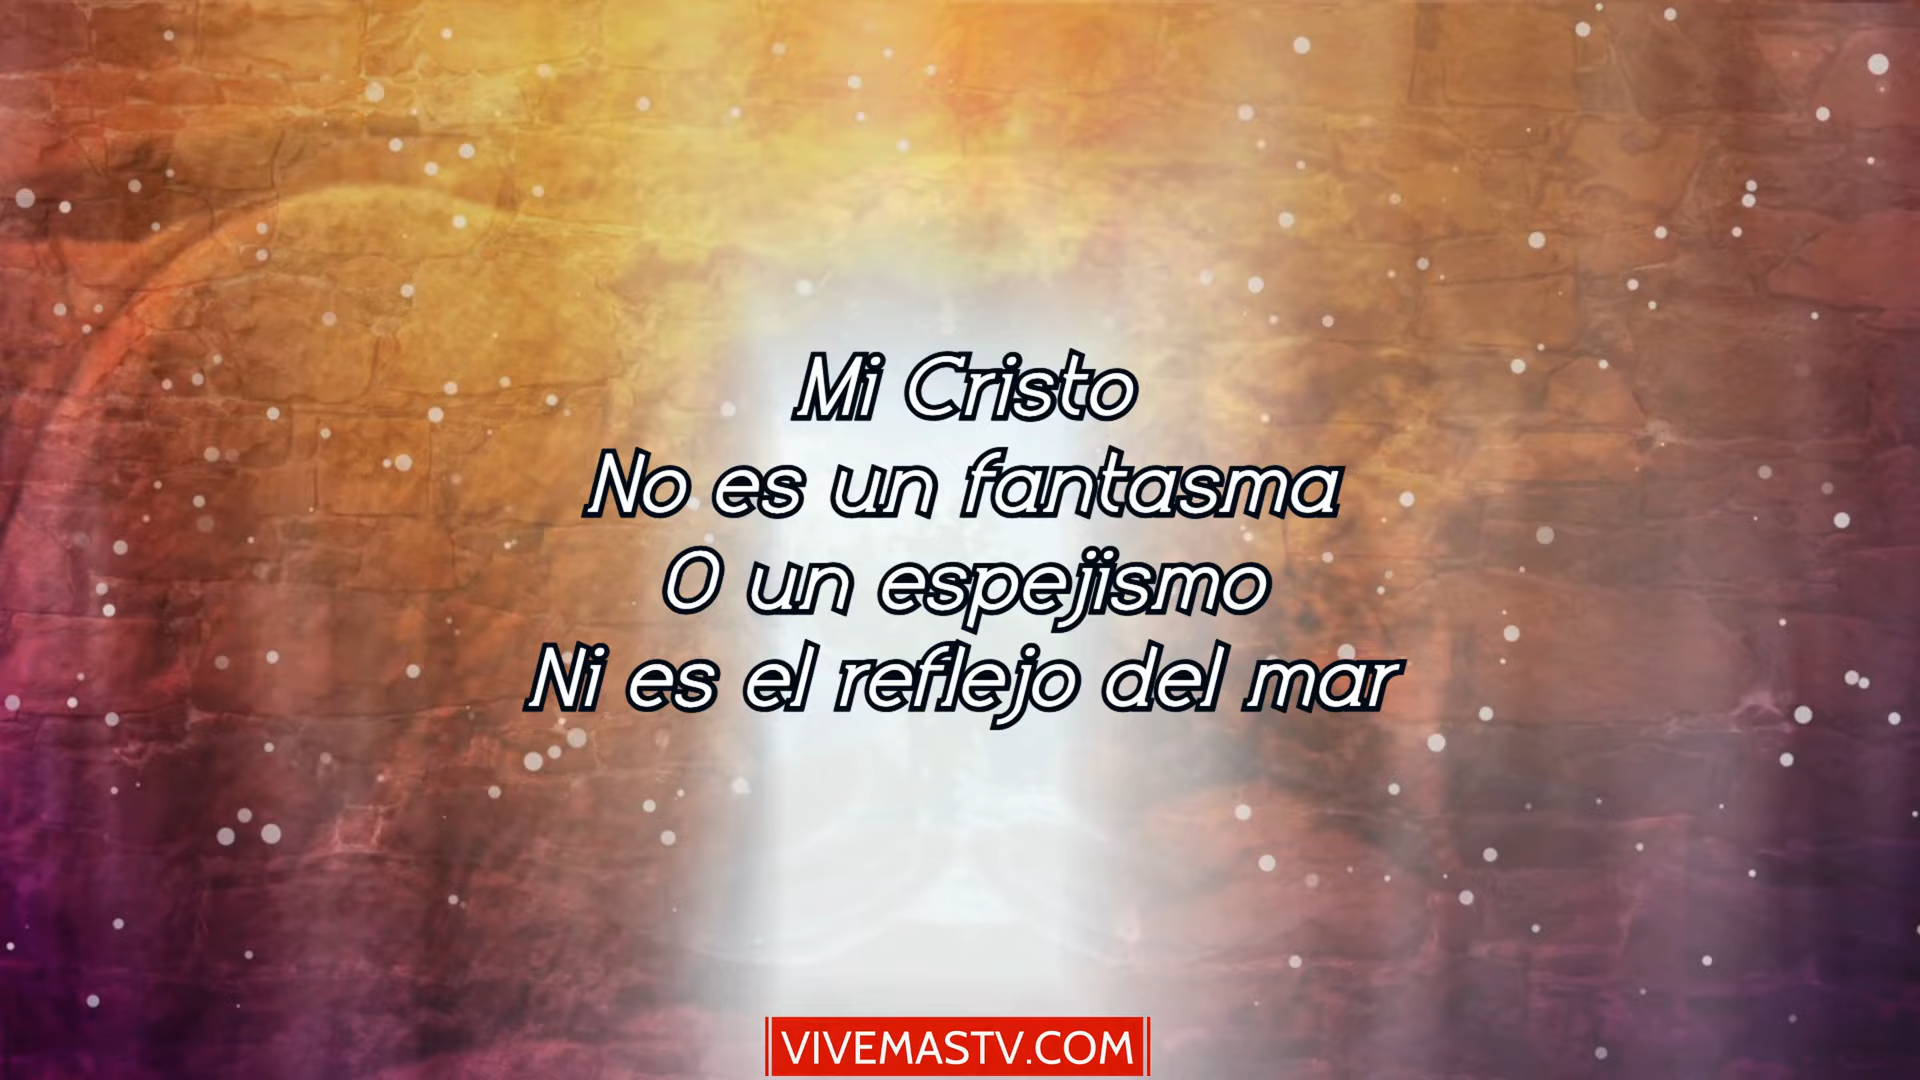 Mi Cristo
No es un fantasma
O un espejismo
Ni es el reflejo del mar
VIVEMASTV.COM